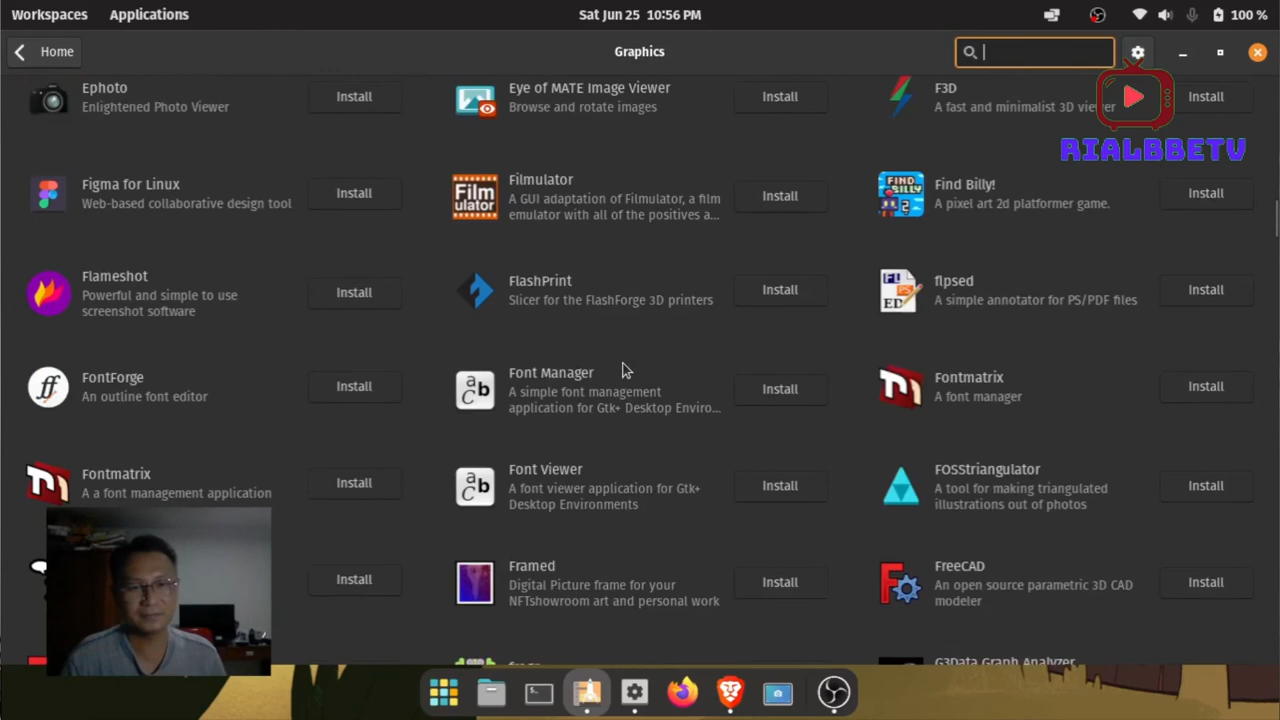 Workspaces Applications Sat Jun 25 10:56 PM 100 %
Home Graphics
Ephoto
Enlightened Photo Viewer
Install
Eye of MATE Image Viewer
Browse and rotate images
Install
F3D
A fast and minimalist 3D viewer
Install
RIALBBETV
Figma for Linux
Web-based collaborative design tool
Install
Filmulator
A GUI adaptation of Filmulator, a film
emulator with all of the positives a...
Install
Film
ulator
Find Billy!
A pixel art 2d platformer game.
Install
FIND
BILLY
2
Flameshot
Powerful and simple to use
screenshot software
Install
FlashPrint
Slicer for the FlashForge 3D printers
Install
flpsed
A simple annotator for PS/PDF files
Install
FL
ED
FontForge
An outline font editor
Install
ff
Font Manager
A simple font management
application for Gtk+ Desktop Enviro...
Install
a
C b
Fontmatrix
A font manager
Install
Fontmatrix
A a font management application
Install
Font Viewer
A font viewer application for Gtk+
Desktop Environments
Install
a
C b
FOSStriangulator
A tool for making triangulated
illustrations out of photos
Install
Install
Framed
Digital Picture frame for your
NFTshowroom art and personal work
Install
FreeCAD
An open source parametric 3D CAD
modeler
Install
G3Data Graph Analyzer